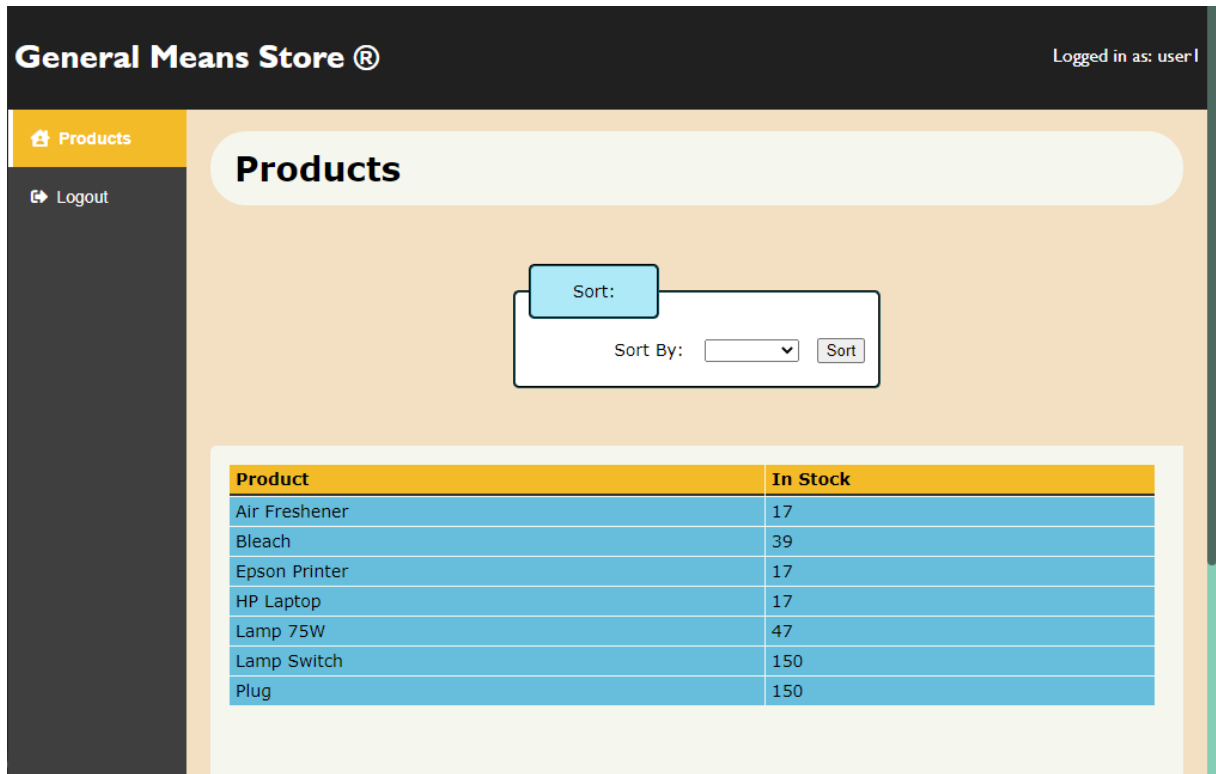 General Means Store ®
Logged in as: user1
Products
Logout
Products
Sort:
Sort By: Sort
Product In Stock
Air Freshener 17
Bleach 39
Epson Printer 17
HP Laptop 17
Lamp 75W 47
Lamp Switch 150
Plug 150